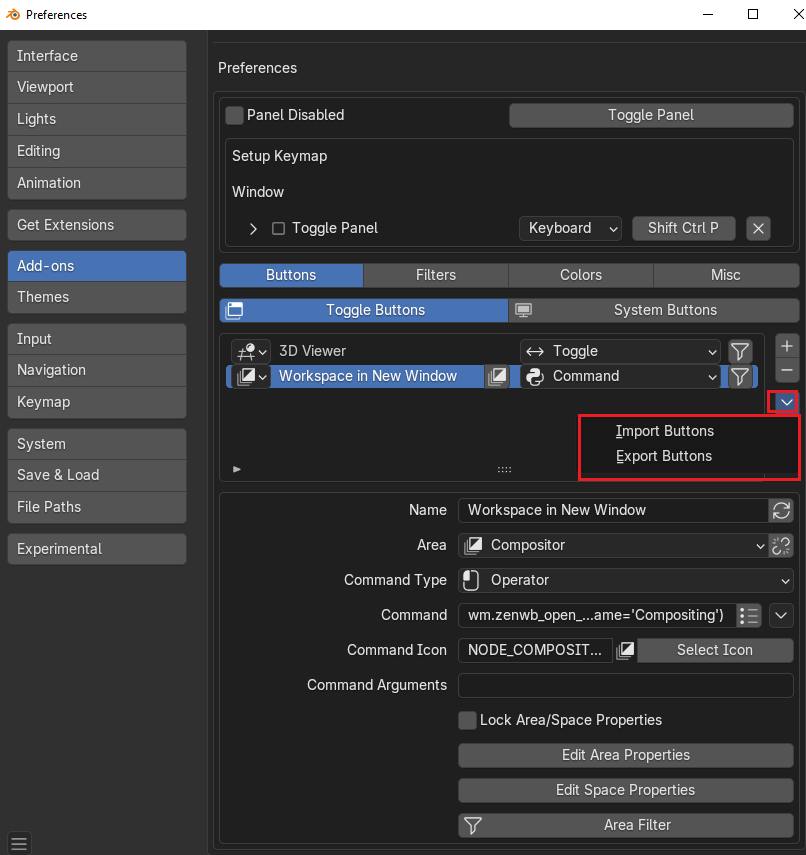 Preferences
Interface
Viewport
Lights
Editing
Animation
Get Extensions
Add-ons
Themes
Input
Navigation
Keymap
System
Save & Load
File Paths
Experimental
Preferences
Panel Disabled
Toggle Panel
Setup Keymap
Window
Toggle Panel
Keyboard
Shift Ctrl P
Buttons
Filters
Colors
Misc
Toggle Buttons
System Buttons
3D Viewer
Toggle
Workspace in New Window
Command
Import Buttons
Export Buttons
Name
Workspace in New Window
Area
Compositor
Command Type
Operator
Command
wm.zenwb_open_...ame='Compositing')
Command Icon
NODE_COMPOSIT...
Select Icon
Command Arguments
Lock Area/Space Properties
Edit Area Properties
Edit Space Properties
Area Filter